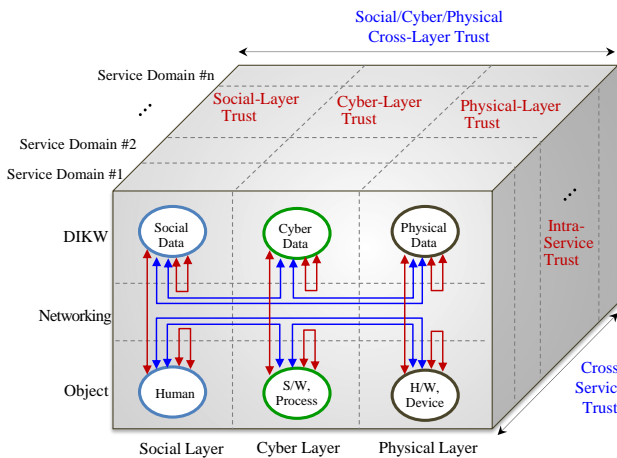 Social/Cyber/Physical
Cross-Layer Trust
Service Domain #n
...
Social-Layer
Trust
Cyber-Layer
Trust
Physical-Layer
Trust
Service Domain #2
Service Domain #1
...
DIKW
Social
Data
Cyber
Data
Physical
Data
Intra-
Service
Trust
Networking
Object
Human
S/W,
Process
H/W,
Device
Cross
Service
Trust
Social Layer
Cyber Layer
Physical Layer